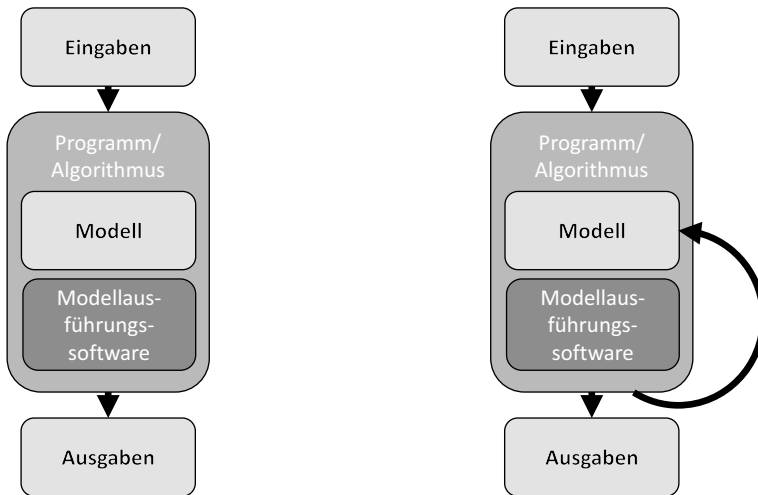 Eingaben
Programm/
Algorithmus
Modell
Modellaus-
führungs-
software
Ausgaben
Eingaben
Programm/
Algorithmus
Modell
Modellaus-
führungs-
software
Ausgaben